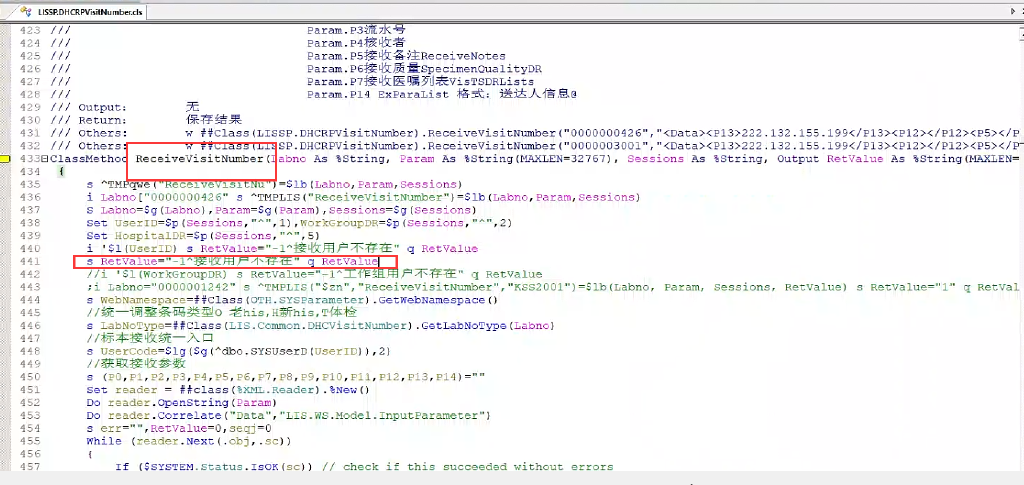 LISSP.DHCRPVisitNumber.cls
423 /// Param.P3流水号
424 /// Param.P4核收者
425 /// Param.P5接收备注ReceiveNotes
426 /// Param.P6接收质量SpecimenQualityDR
427 /// Param.P7接收医嘱列表VisTSDRLists
428 /// Param.P14 ExParaList 格式：送达人信息@
429 /// Output: 无
430 /// Return: 保存结果
431 /// Others: w ##Class(LISSP.DHCRPVisitNumber).ReceiveVisitNumber("0000000426","<Data><P13>222.132.155.199</P13><P12></P12><P5></P
432 /// Others: w ##Class(LISSP.DHCRPVisitNumber).ReceiveVisitNumber("0000003001","<Data><P13>222.132.155.199</P13><P12></P12><P5></P
433 ClassMethod ReceiveVisitNumber(Labno As %String, Param As %String(MAXLEN=32767), Sessions As %String, Output RetValue As %String(MAXLEN=
434 {
435 s ^TMPqwe("ReceiveVisitNu")=$lb(Labno,Param,Sessions)
436 i Labno["0000000426" s ^TMPLIS("ReceiveVisitNumber")=$lb(Labno,Param,Sessions)
437 S Labno=$g(Labno),Param=$g(Param),Sessions=$g(Sessions)
438 Set UserID=$p(Sessions,"^",1),WorkGroupDR=$p(Sessions,"^",2)
439 Set HospitalDR=$p(Sessions,"^",5)
440 i '$l(UserID) s RetValue="-1^接收用户不存在" q RetValue
441 s RetValue="-1^接收用户不存在" q RetValue
442 //i '$l(WorkGroupDR) s RetValue="-1^工作组用户不存在" q RetValue
443 ;i Labno="0000001242" s ^TMPLIS("$zn","ReceiveVisitNumber","KSS2001")=$lb(Labno, Param, Sessions, RetValue) s RetValue="1" q RetVal
444 s WebNamespace=##Class(OTH.SYSParameter).GetWebNamespace()
445 //统一调整条码类型O 老his,H新his,T体检
446 s LabNoType=##Class(LIS.Common.DHCVisitNumber).GetLabNoType(Labno)
447 //标本接收统一入口
448 s UserCode=$lg($g(^dbo.SYSUserD(UserID)),2)
449 //获取接收参数
450 s (P0,P1,P2,P3,P4,P5,P6,P7,P8,P9,P10,P11,P12,P13,P14)=""
451 Set reader = ##class(%XML.Reader).%New()
452 Do reader.OpenString(Param)
453 Do reader.Correlate("Data","LIS.WS.Model.InputParameter")
454 s err="",RetValue=0,seqj=0
455 While (reader.Next(.obj,.sc))
456 {
457 If ($SYSTEM.Status.IsOK(sc)) // check if this succeeded without errors